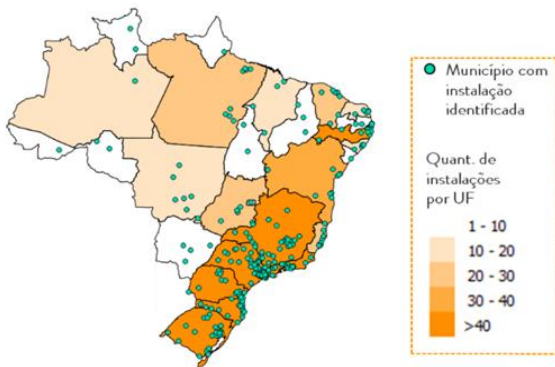 Município com
instalação
identificada
Quant. de
instalações
por UF
1 - 10
10 - 20
20 - 30
30 - 40
>40